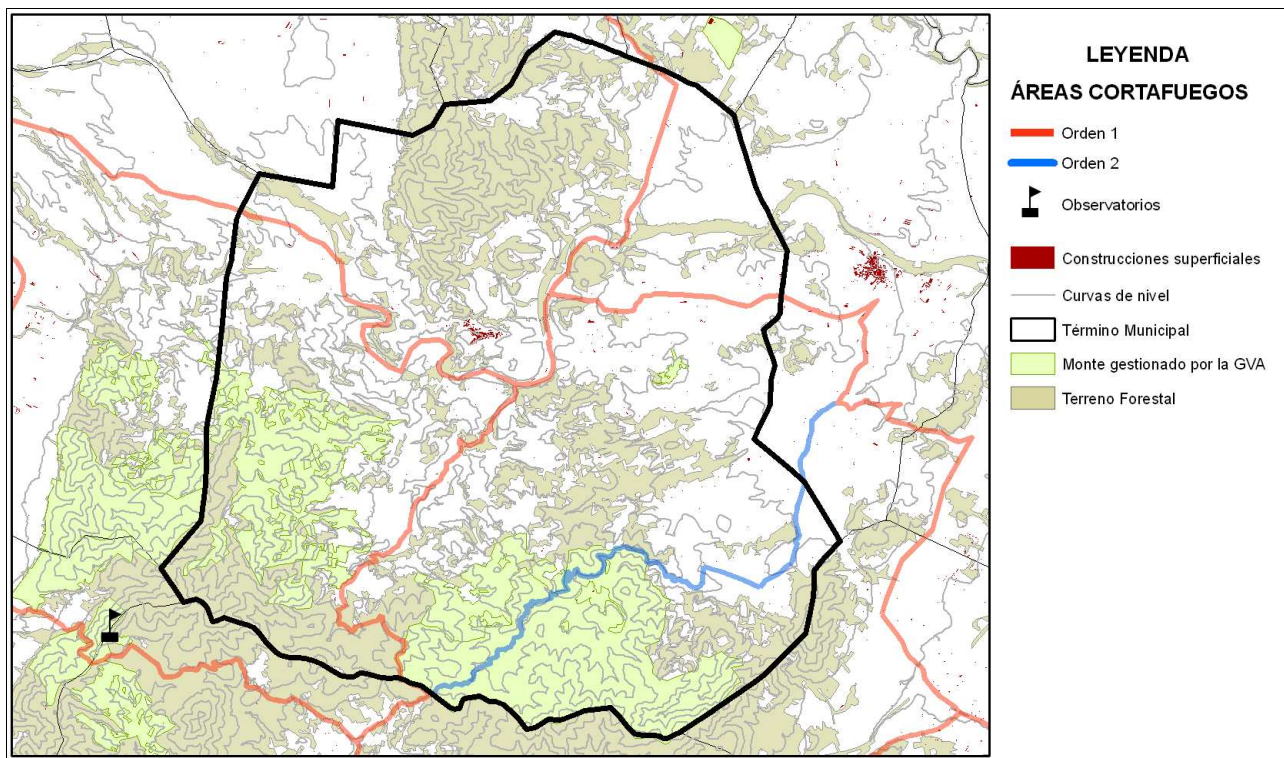 LEYENDA
ÁREAS CORTAFUEGOS
Orden 1
Orden 2
Observatorios
Construcciones superficiales
Curvas de nivel
Término Municipal
Monte gestionado por la GVA
Terreno Forestal